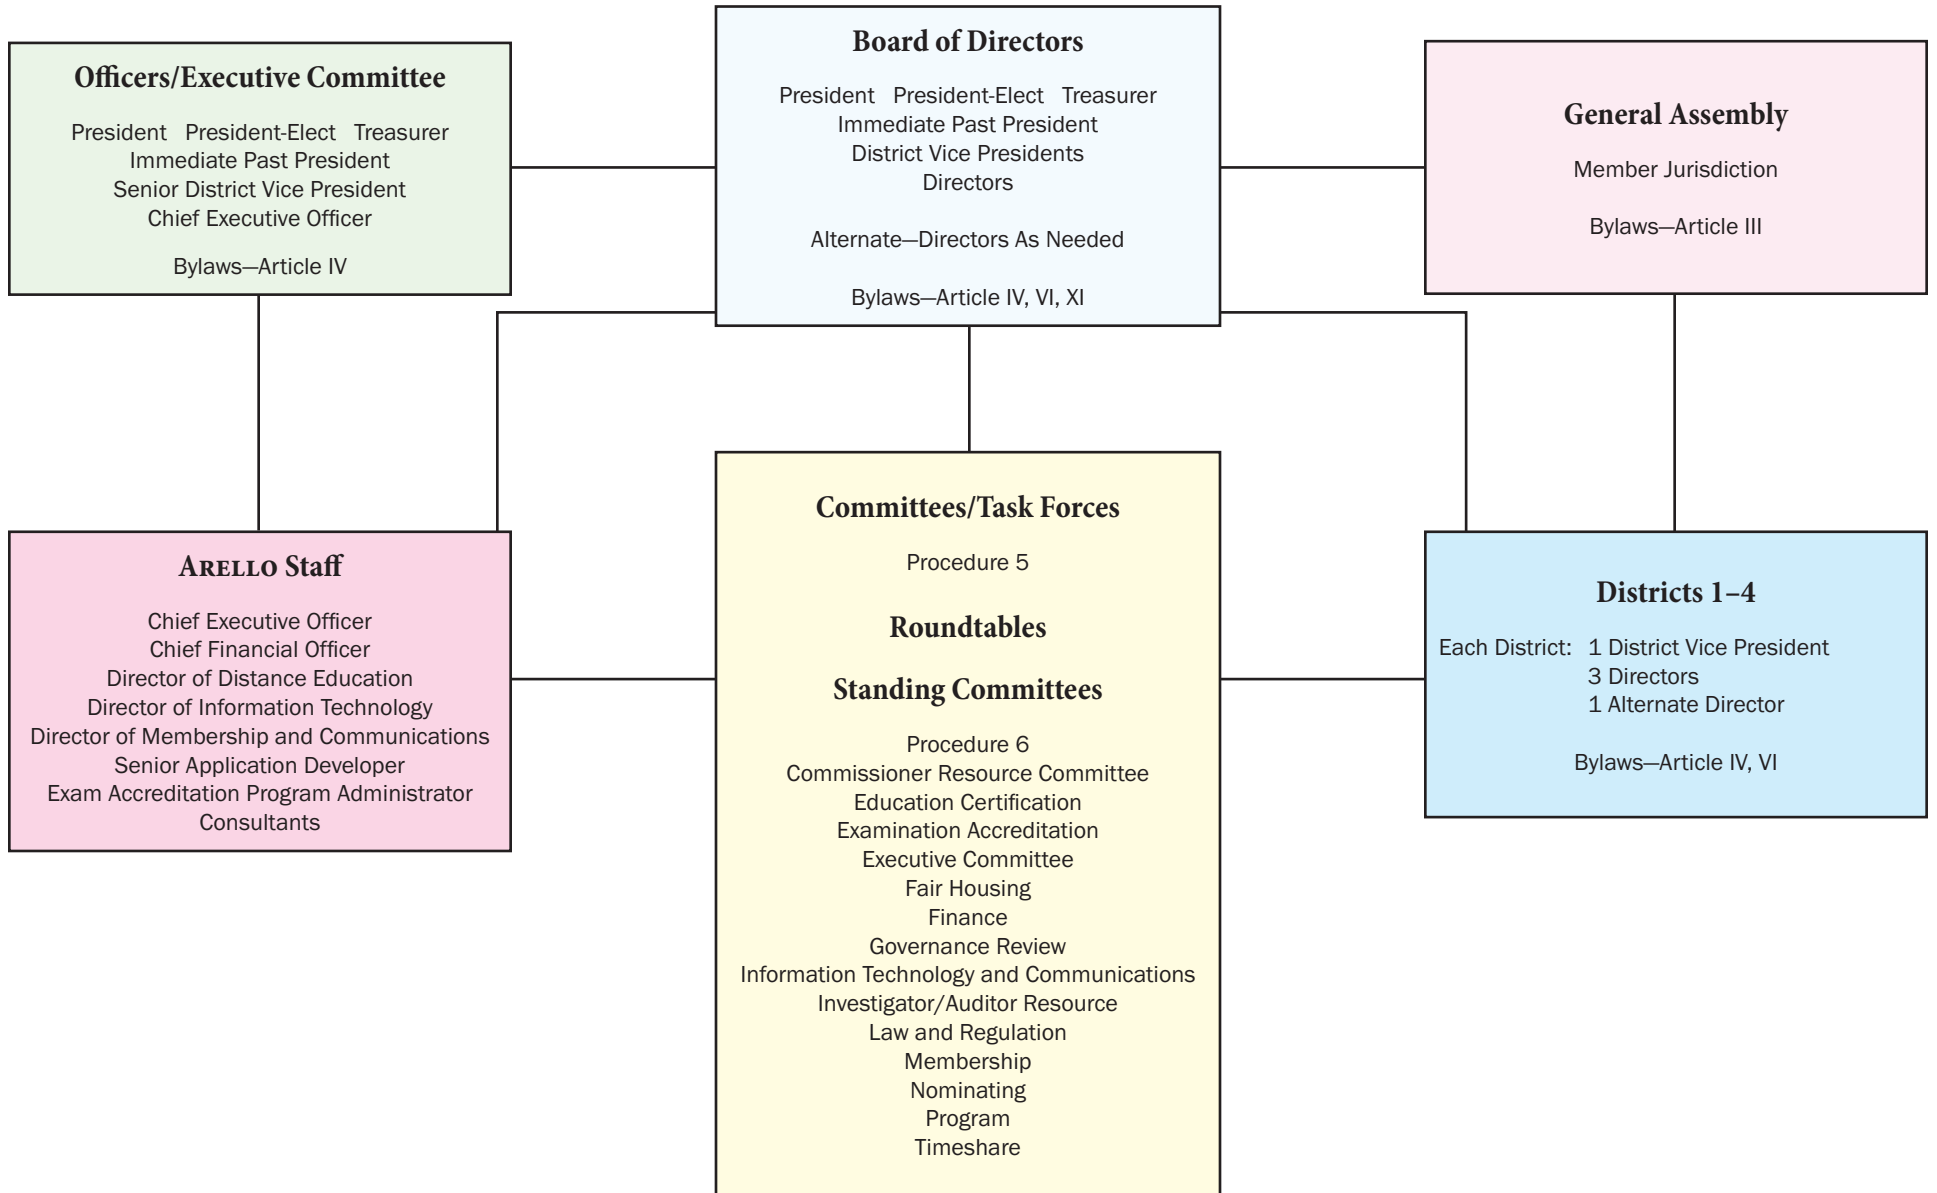 Officers/Executive Committee
President President-Elect Treasurer
Immediate Past President
Senior District Vice President
Chief Executive Officer
Bylaws—Article IV
Board of Directors
President President-Elect Treasurer
Immediate Past President
District Vice Presidents
Directors
Alternate—Directors As Needed
Bylaws—Article IV, VI, XI
General Assembly
Member Jurisdiction
Bylaws—Article III
ARELLO Staff
Chief Executive Officer
Chief Financial Officer
Director of Distance Education
Director of Information Technology
Director of Membership and Communications
Senior Application Developer
Exam Accreditation Program Administrator
Consultants
Committees/Task Forces
Procedure 5
Roundtables
Standing Committees
Procedure 6
Commissioner Resource Committee
Education Certification
Examination Accreditation
Executive Committee
Fair Housing
Finance
Governance Review
Information Technology and Communications
Investigator/Auditor Resource
Law and Regulation
Membership
Nominating
Program
Timeshare
Districts 1–4
Each District: 1 District Vice President
3 Directors
1 Alternate Director
Bylaws—Article IV, VI